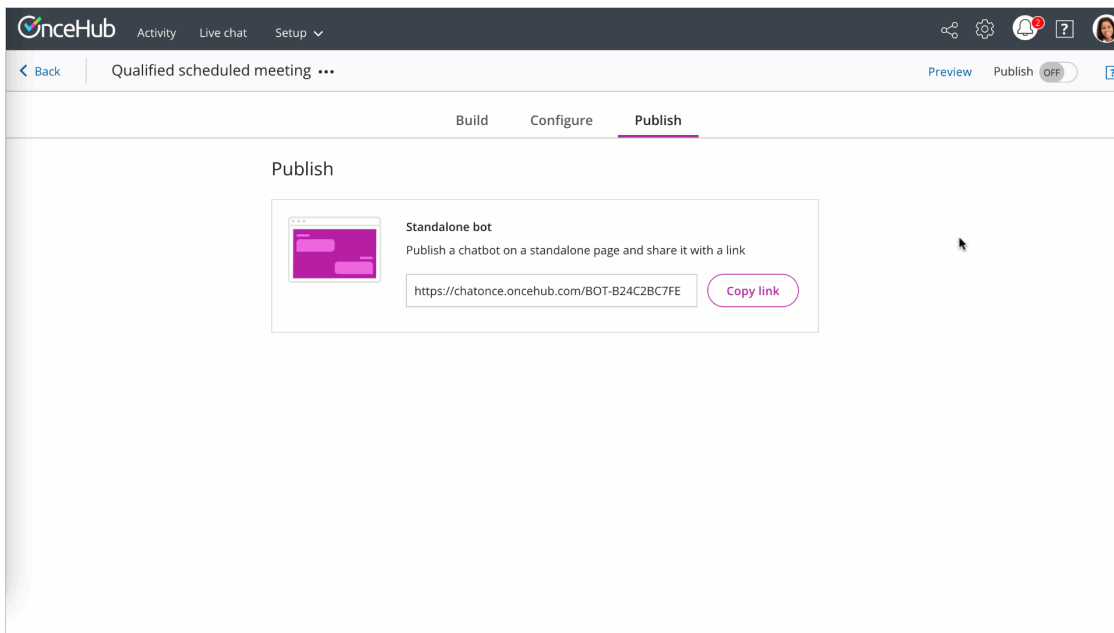 OnceHub Activity Live chat Setup 2 ?
Back Qualified scheduled meeting ••• Preview Publish OFF ?
Build Configure Publish
Publish
Standalone bot
Publish a chatbot on a standalone page and share it with a link
https://chatonce.oncehub.com/BOT-B24C2BC7FE Copy link